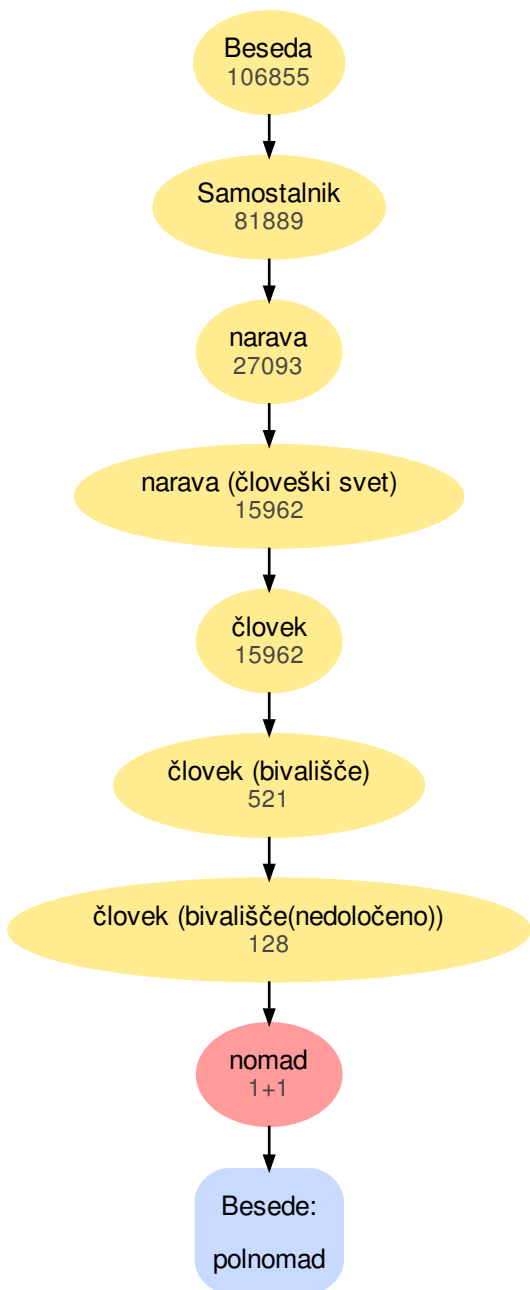 Beseda
106855
Samostalnik
81889
narava
27093
narava (človeški svet)
15962
človek
15962
človek (bivališče)
521
človek (bivališče(nedoločeno))
128
nomad
1+1
Besede:
polnomad